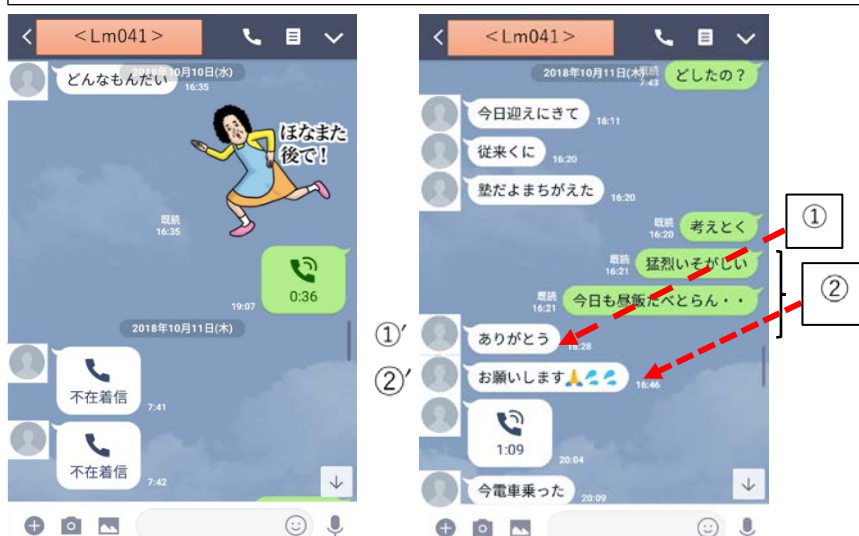 <Lm041>
2018年10月10日(水)
どんなもんだい
16:35
ほなまた
後で!
既読
16:35
0:36
19:07
2018年10月11日(木)
不在着信
7:41
不在着信
7:42
①′
②′
<Lm041>
2018年10月11日(木)
既読
7:43
どしたの?
今日迎えにきて
16:11
従来くに
16:20
塾だよまちがえた
16:20
既読
16:20
考えとく
既読
16:21
猛烈いそがしい
既読
16:21
今日も昼飯たべとらん・・
ありがとう
16:28
お願いします🙏💦💦
16:46
1:09
20:04
今電車乗った
20:09
①
②